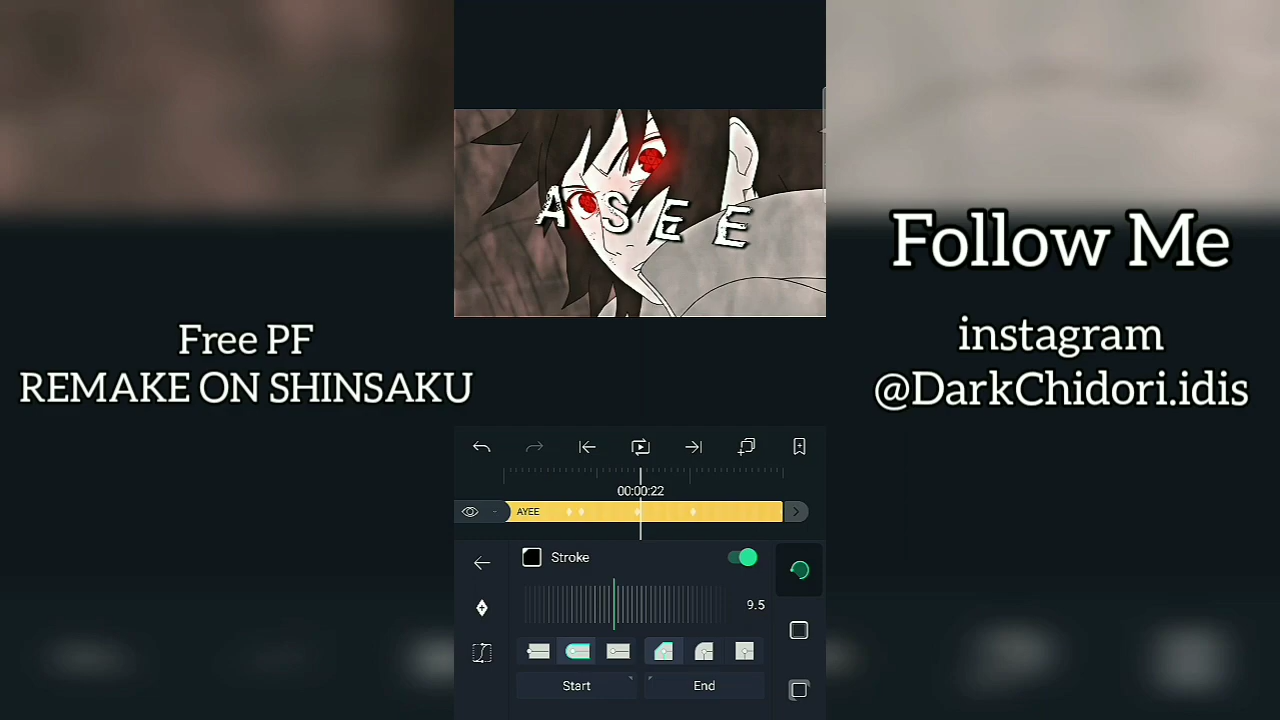 Free PF
REMAKE ON SHINSAKU
A S E E
00:00:22
AYEE
Stroke
9.5
Start
End
Follow Me
instagram
@DarkChidori.idis